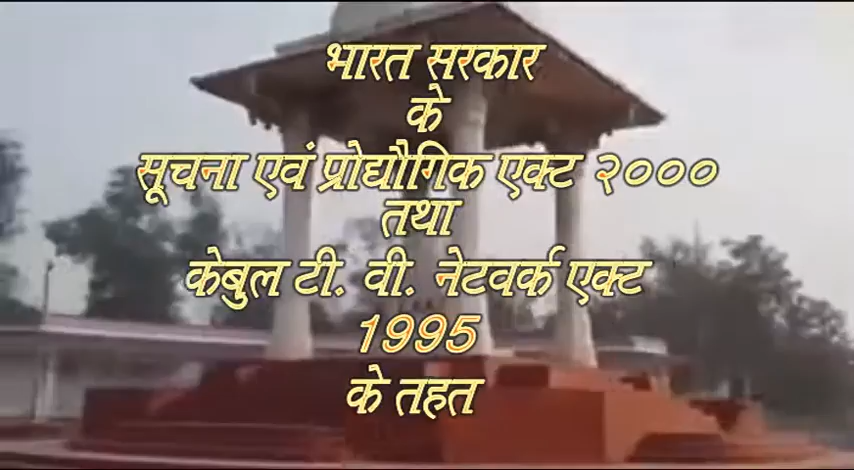 भारत सरकार
के
सूचना एवं प्रोद्यौगिक एक्ट २०००
तथा
केबुल टी. वी. नेटवर्क एक्ट
1995
के तहत